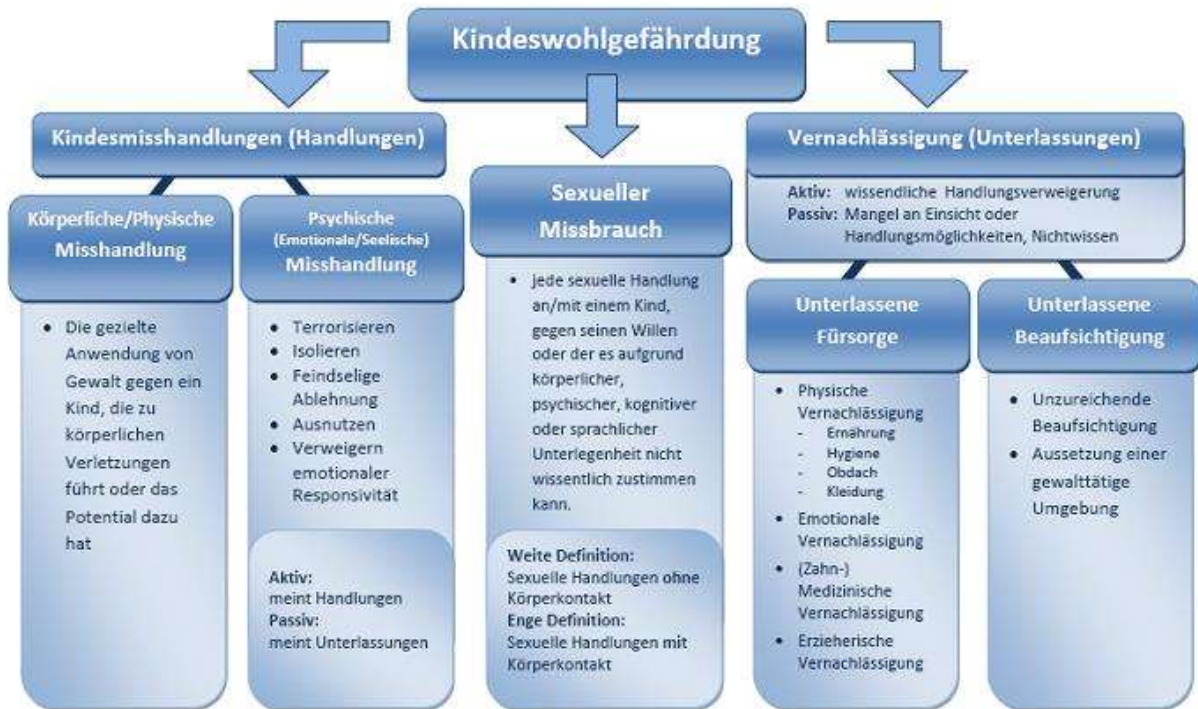 Kindeswohlgefährdung
Kindesmisshandlungen (Handlungen)
Körperliche/Physische
Misshandlung
• Die gezielte
Anwendung von
Gewalt gegen ein
Kind, die zu
körperlichen
Verletzungen
führt oder das
Potential dazu
hat
Psychische
(Emotionale/Seelische)
Misshandlung
• Terrorisieren
• Isolieren
• Feindselige
Ablehnung
• Ausnutzen
• Verweigern
emotionaler
Responsivität
Aktiv:
meint Handlungen
Passiv:
meint Unterlassungen
Sexueller
Missbrauch
• jede sexuelle Handlung
an/mit einem Kind,
gegen seinen Willen
oder der es aufgrund
körperlicher,
psychischer, kognitiver
oder sprachlicher
Unterlegenheit nicht
wissentlich zustimmen
kann.
Weite Definition:
Sexuelle Handlungen ohne
Körperkontakt
Enge Definition:
Sexuelle Handlungen mit
Körperkontakt
Vernachlässigung (Unterlassungen)
Aktiv: wissendliche Handlungsverweigerung
Passiv: Mangel an Einsicht oder
Handlungsmöglichkeiten, Nichtwissen
Unterlassene
Fürsorge
• Physische
Vernachlässigung
- Ernährung
- Hygiene
- Obdach
- Kleidung
• Emotionale
Vernachlässigung
• (Zahn-)
Medizinische
Vernachlässigung
• Erzieherische
Vernachlässigung
Unterlassene
Beaufsichtigung
• Unzureichende
Beaufsichtigung
• Aussetzung einer
gewalttätige
Umgebung